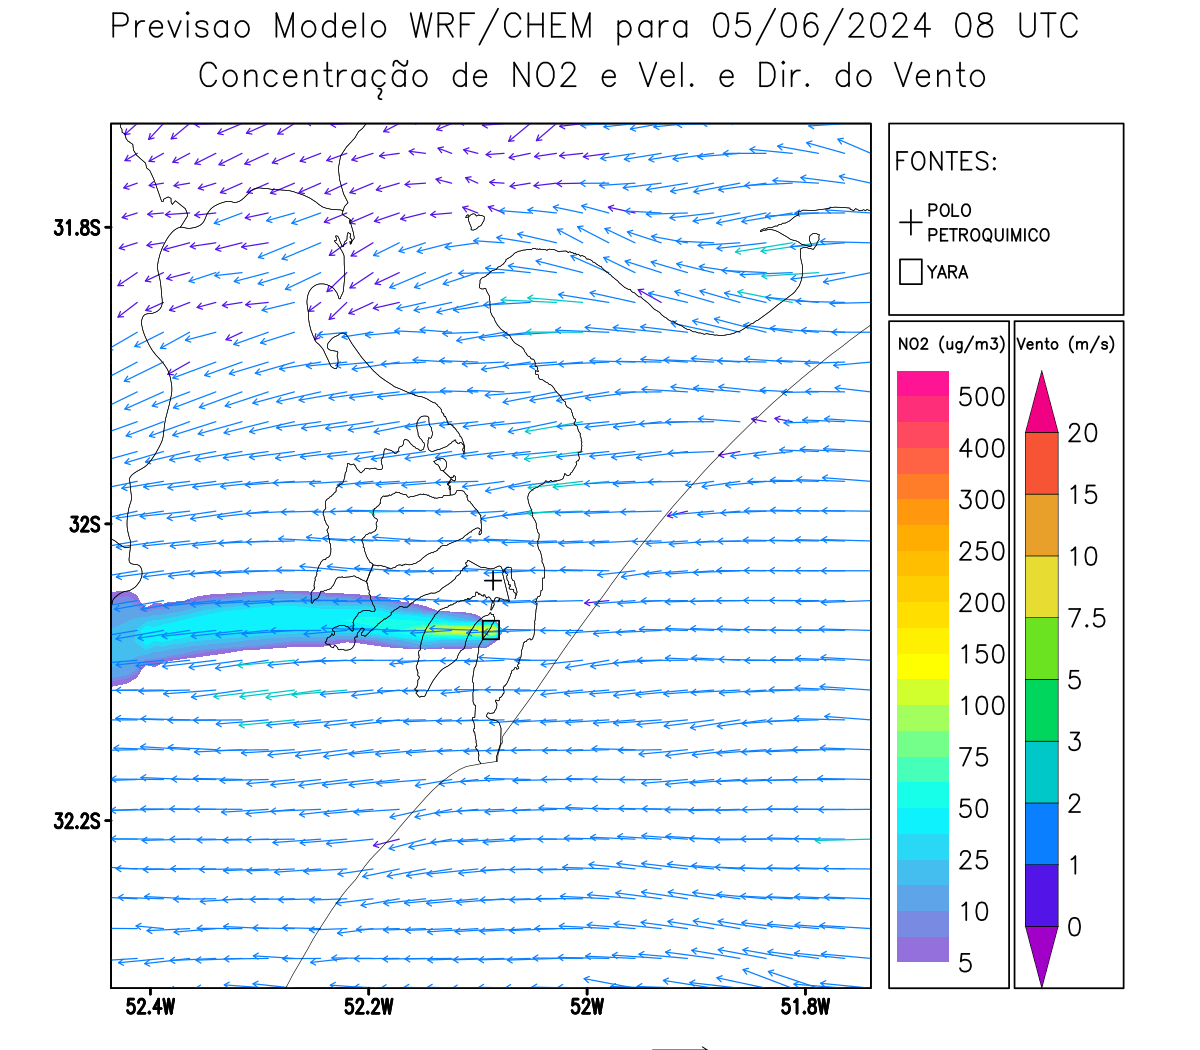 Previsao Modelo WRF/CHEM para 05/06/2024 08 UTC
Concentração de NO2 e Vel. e Dir. do Vento
FONTES:
POLO
PETROQUIMICO
YARA
NO2 (ug/m3)
500
400
300
250
200
150
100
75
50
25
10
5
Vento (m/s)
20
15
10
7.5
5
3
2
1
0
31.8S
32S
32.2S
52.4W
52.2W
52W
51.8W